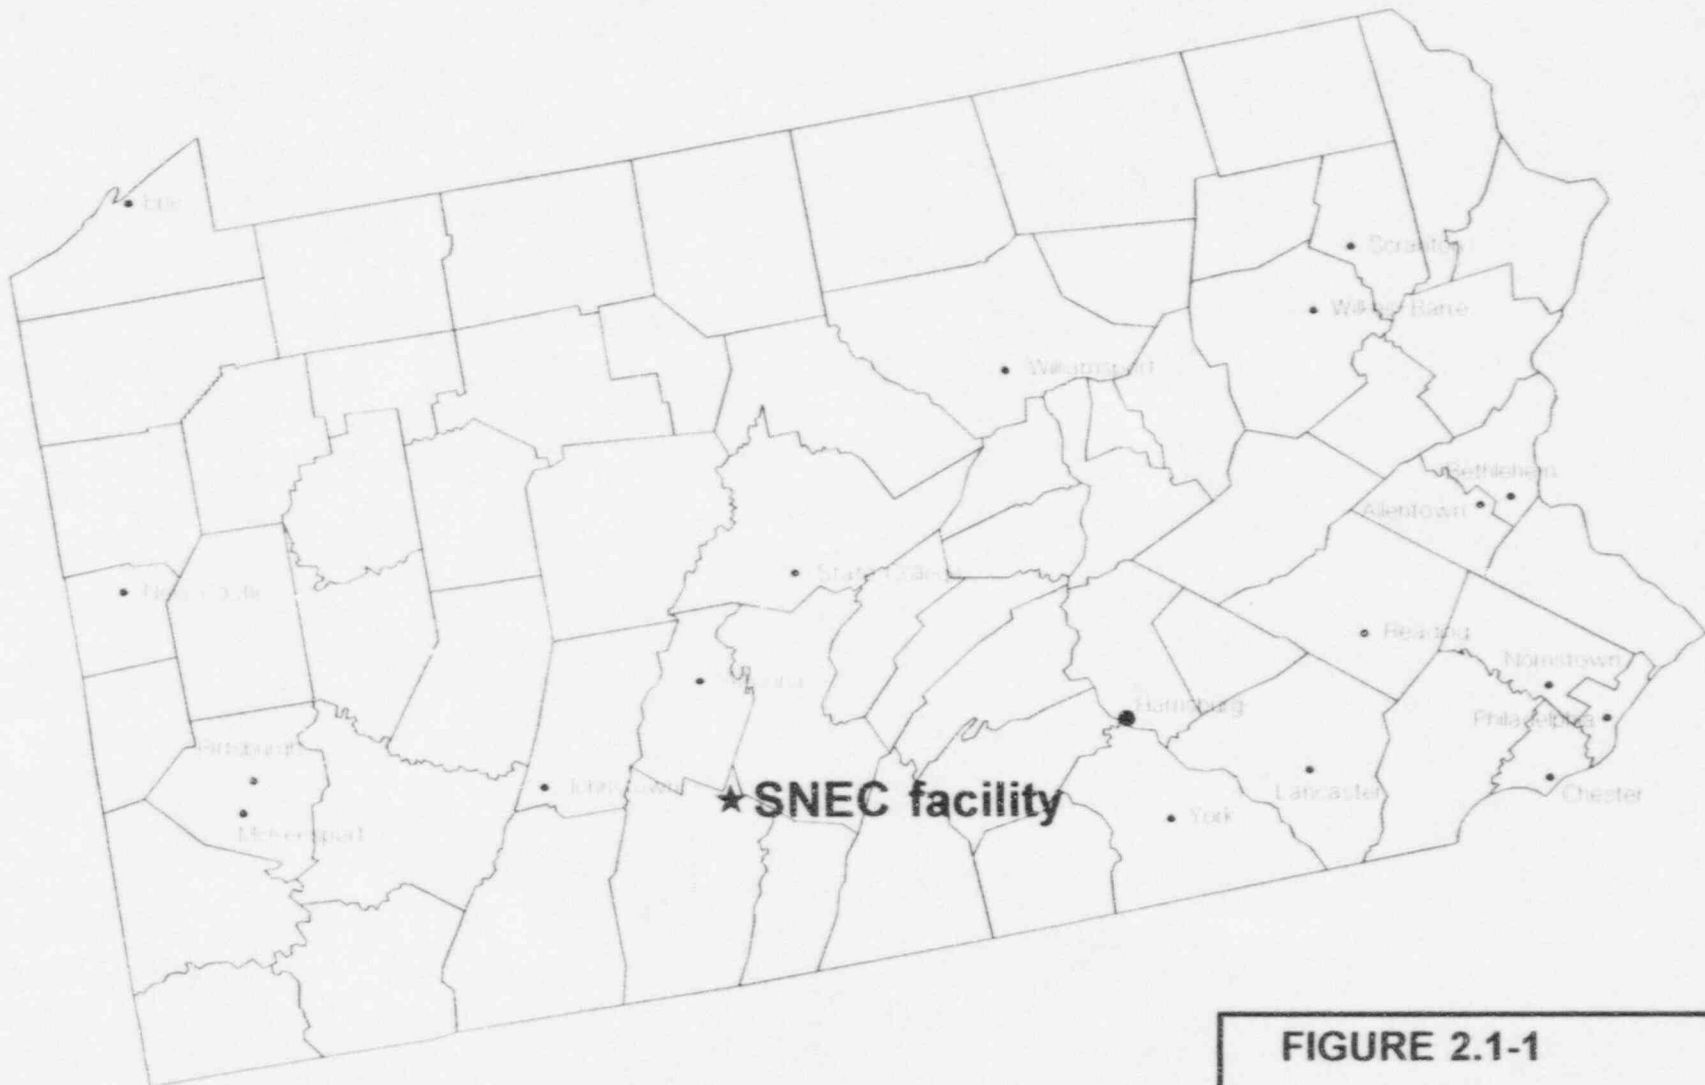 Erie
Scranton
Wilkes-Barre
Williamsport
Bethlehem
Allentown
State College
New Castle
Reading
Norristown
Altoona
Harrisburg
Philadelphia
Pittsburgh
Johnstown
★SNEC facility
Lancaster
Chester
McKeesport
York
FIGURE 2.1-1